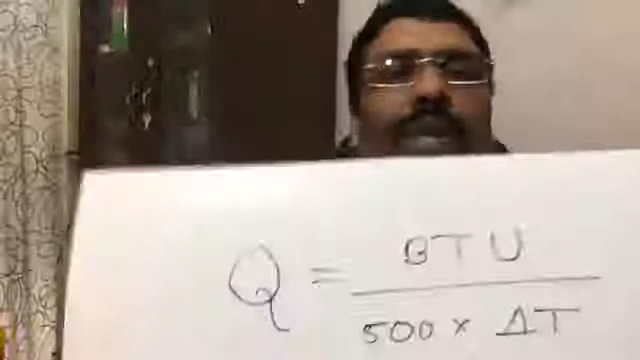 Q = BTU
500 x ΔT